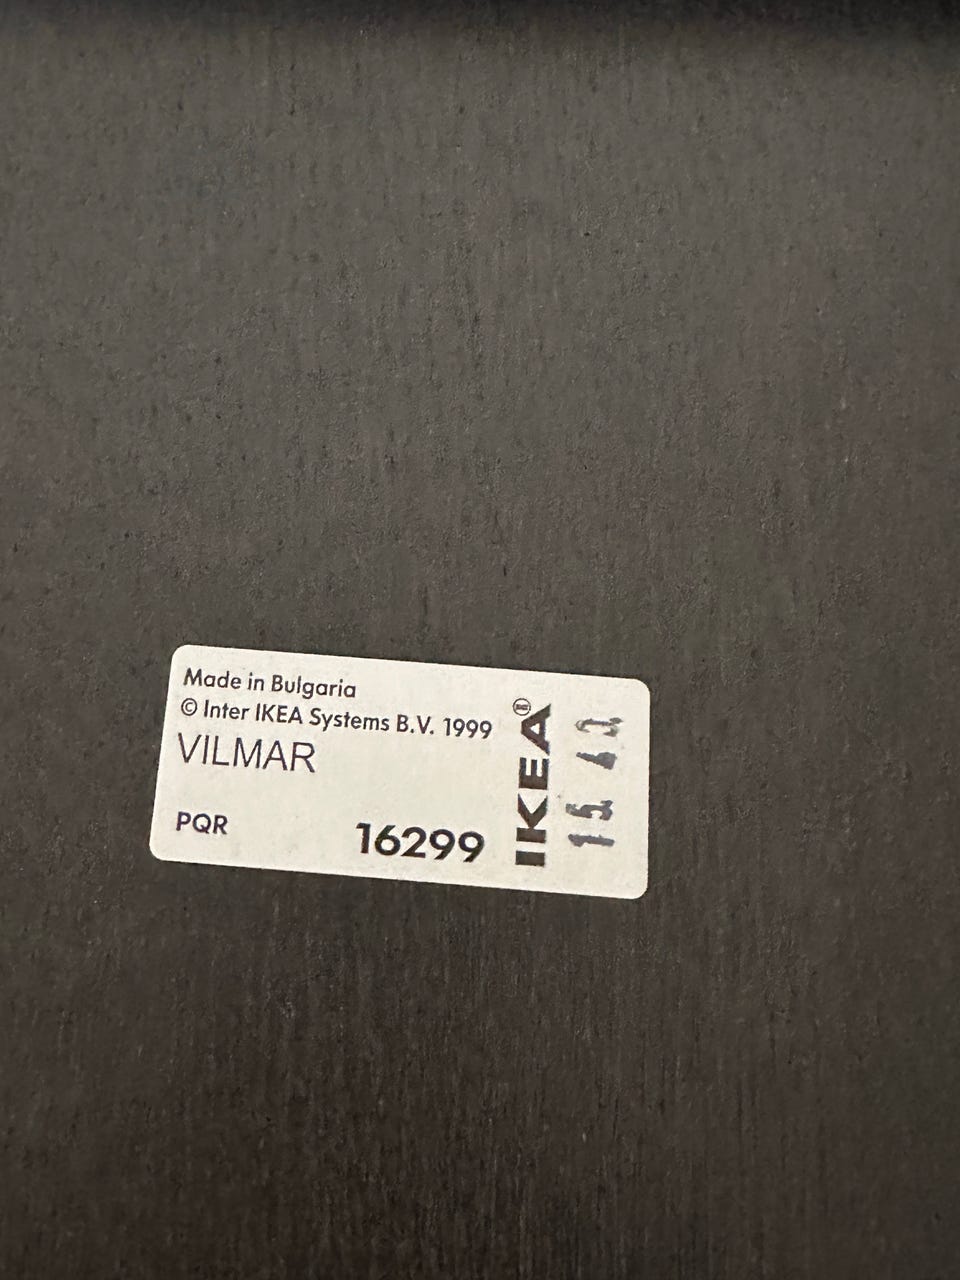 Made in Bulgaria
© Inter IKEA Systems B.V. 1999
VILMAR
PQR
16299
IKEA